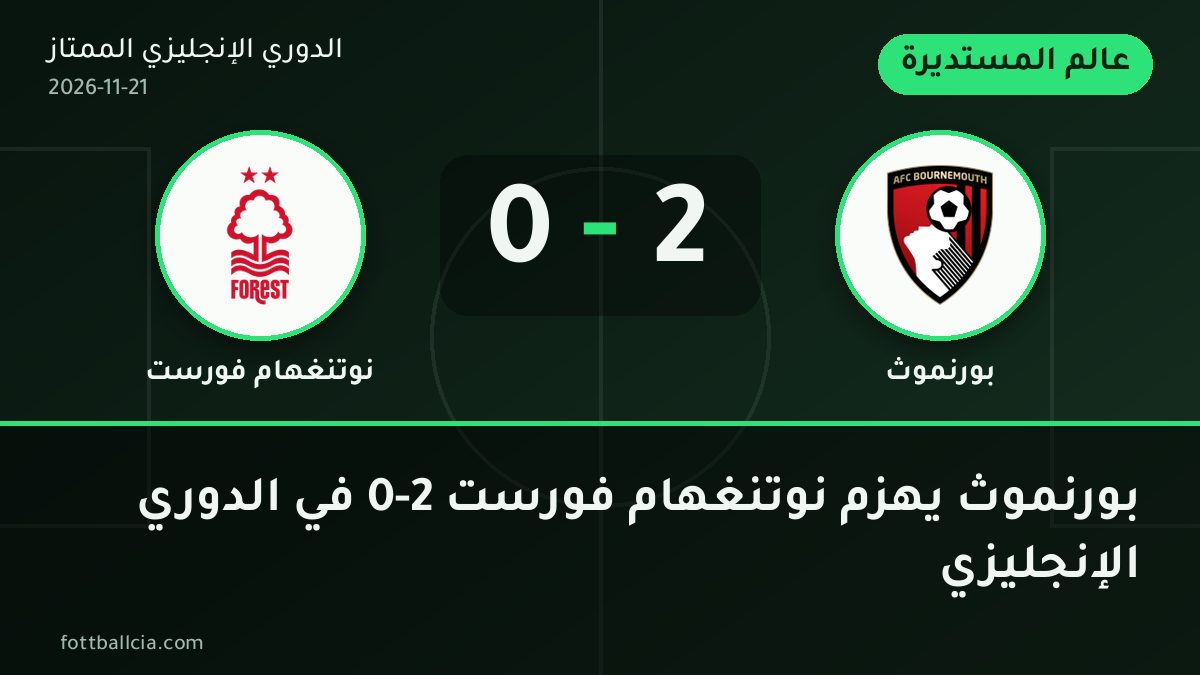 عالم المستديرة
الدوري الإنجليزي الممتاز
2026-11-21
AFC BOURNEMOUTH
FOREST
0 - 2
بورنموث
نوتنغهام فورست
بورنموث يهزم نوتنغهام فورست 2-0 في الدوري
الإنجليزي
fottballcia.com